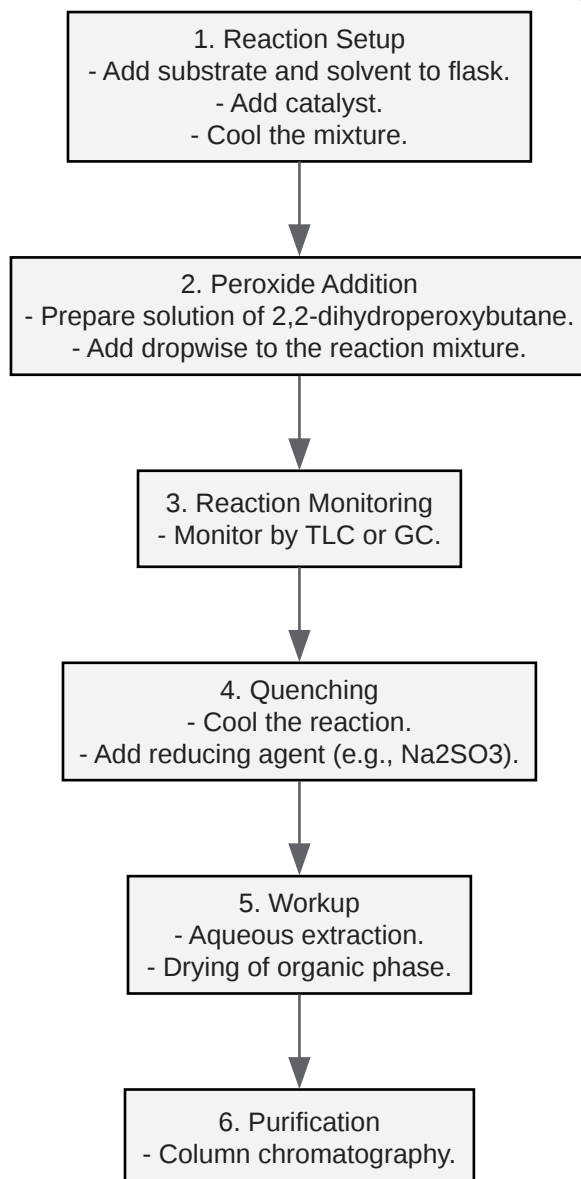 1. Reaction Setup
- Add substrate and solvent to flask.
- Add catalyst.
- Cool the mixture.
2. Peroxide Addition
- Prepare solution of 2,2-dihydroperoxybutane.
- Add dropwise to the reaction mixture.
3. Reaction Monitoring
- Monitor by TLC or GC.
4. Quenching
- Cool the reaction.
- Add reducing agent (e.g., Na2SO3).
5. Workup
- Aqueous extraction.
- Drying of organic phase.
6. Purification
- Column chromatography.